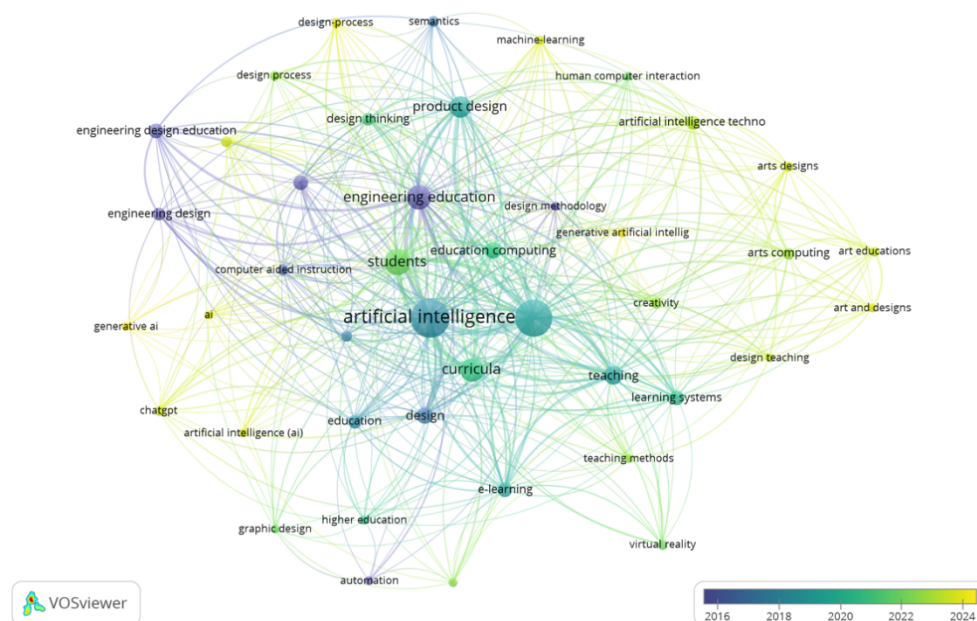 design-process
semantics
machine-learning
design process
human computer interaction
product design
design thinking
artificial intelligence techno
engineering design education
arts designs
engineering education
design methodology
engineering design
generative artificial intellig
education computing
arts computing
art educations
students
computer aided instruction
creativity
art and designs
ai
artificial intelligence
generative ai
design teaching
curricula
teaching
learning systems
chatgpt
design
education
artificial intelligence (ai)
teaching methods
e-learning
higher education
graphic design
virtual reality
automation
VOSviewer
2016 2018 2020 2022 2024